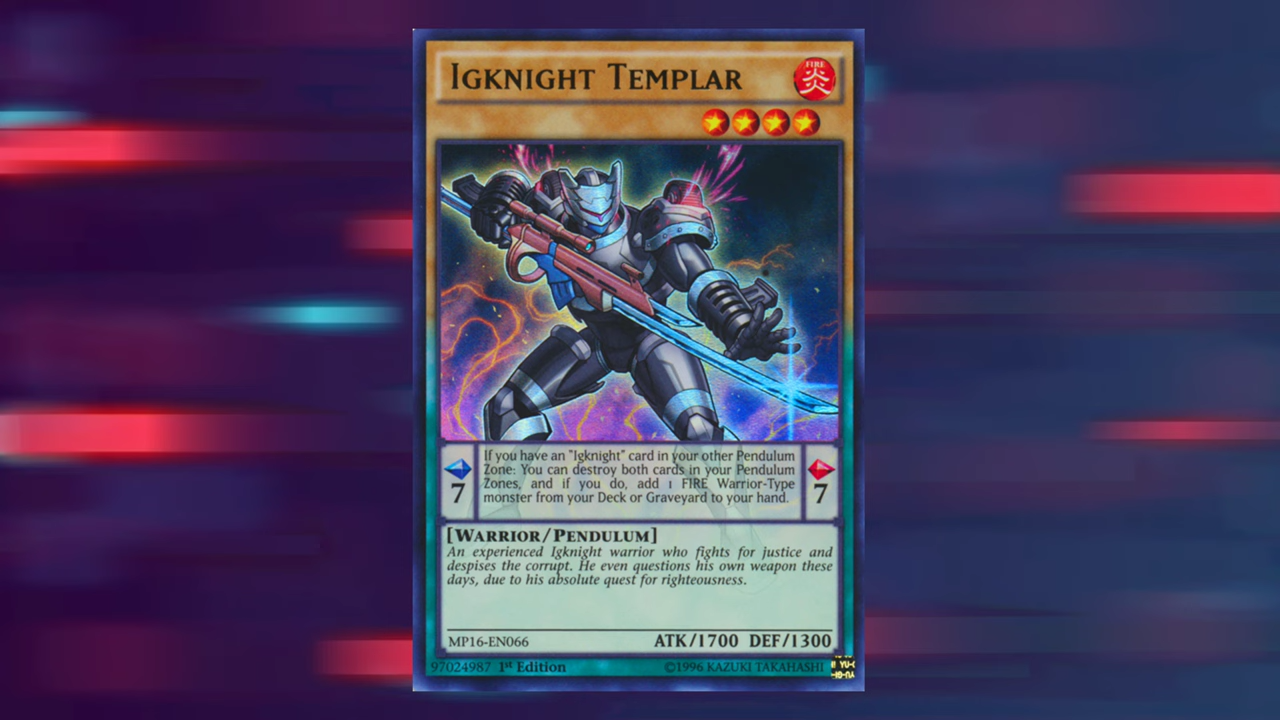 IGKNIGHT TEMPLAR
FIRE
炎
If you have an "Igknight" card in your other Pendulum
Zone: You can destroy both cards in your Pendulum
Zones, and if you do, add 1 FIRE Warrior-Type
monster from your Deck or Graveyard to your hand.
7
7
[WARRIOR/PENDULUM]
An experienced Igknight warrior who fights for justice and
despises the corrupt. He even questions his own weapon these
days, due to his absolute quest for righteousness.
MP16-EN066
ATK/1700 DEF/1300
97024987 1st Edition
©1996 KAZUKI TAKAHASHI